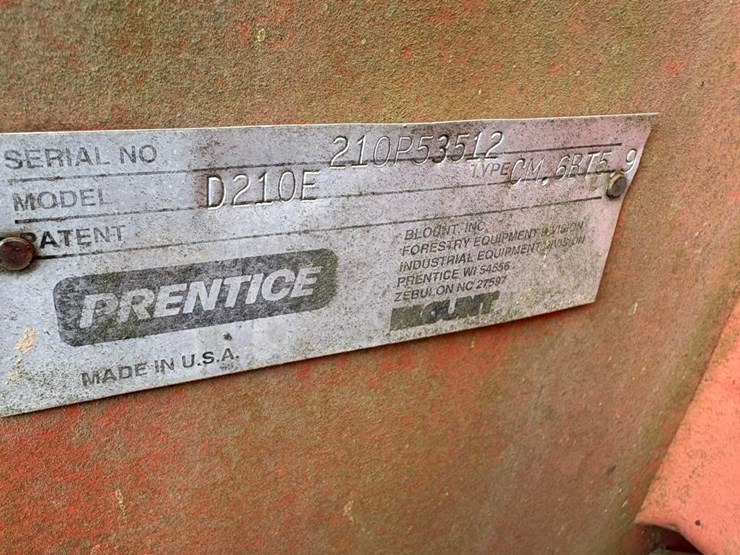 SERIAL NO 210P53512
MODEL D210E TYPE CM, 6BT5.9
PATENT
PRENTICE
MADE IN U.S.A.
BLOUNT, INC.
FORESTRY EQUIPMENT DIVISION
INDUSTRIAL EQUIPMENT DIVISION
PRENTICE WI 54556
ZEBULON NC 27597
BLOUNT